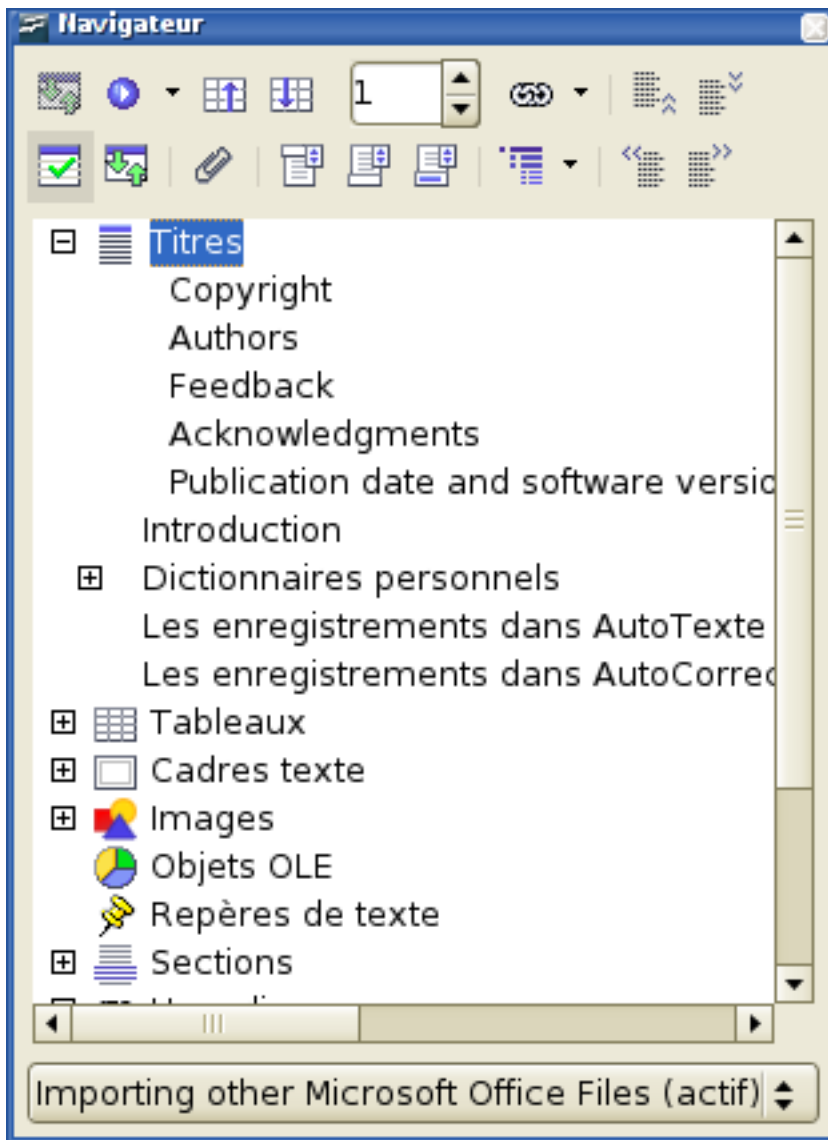 Navigateur
1
Titres
Copyright
Authors
Feedback
Acknowledgments
Publication date and software versio
Introduction
Dictionnaires personnels
Les enregistrements dans AutoTexte
Les enregistrements dans AutoCorrec
Tableaux
Cadres texte
Images
Objets OLE
Repères de texte
Sections
Importing other Microsoft Office Files (actif)